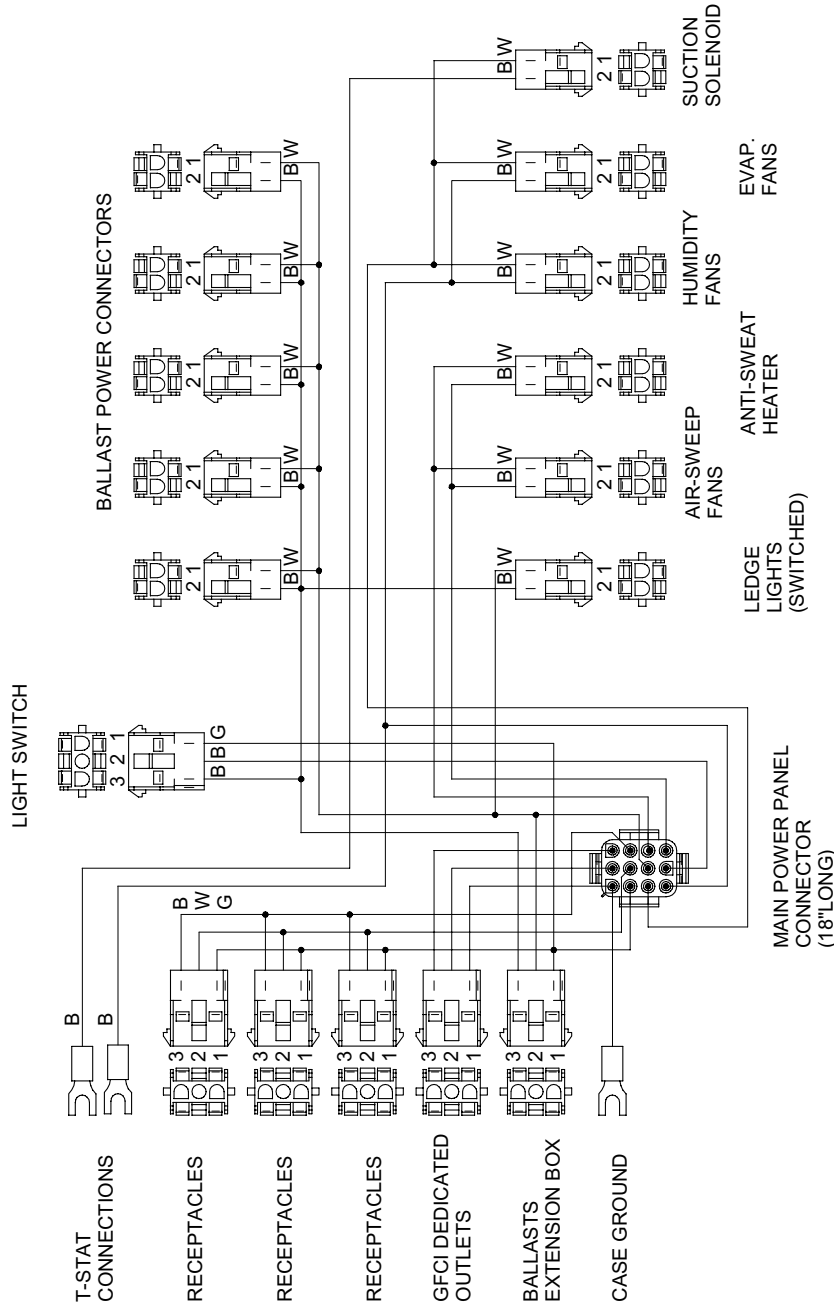 LIGHT SWITCH
3 2 1
B B G
BALLAST POWER CONNECTORS
2 1
B W
2 1
B W
2 1
B W
2 1
B W
2 1
B W
T-STAT
CONNECTIONS
B
B
RECEPTACLES
3
2
1
B
W
G
RECEPTACLES
3
2
1
RECEPTACLES
3
2
1
GFCI DEDICATED
OUTLETS
3
2
1
BALLASTS
EXTENSION BOX
3
2
1
CASE GROUND
MAIN POWER PANEL
CONNECTOR
(18"LONG)
B W
2 1
LEDGE
LIGHTS
(SWITCHED)
B W
2 1
AIR-SWEEP
FANS
B W
2 1
ANTI-SWEAT
HEATER
B W
2 1
HUMIDITY
FANS
B W
2 1
EVAP.
FANS
B W
2 1
SUCTION
SOLENOID